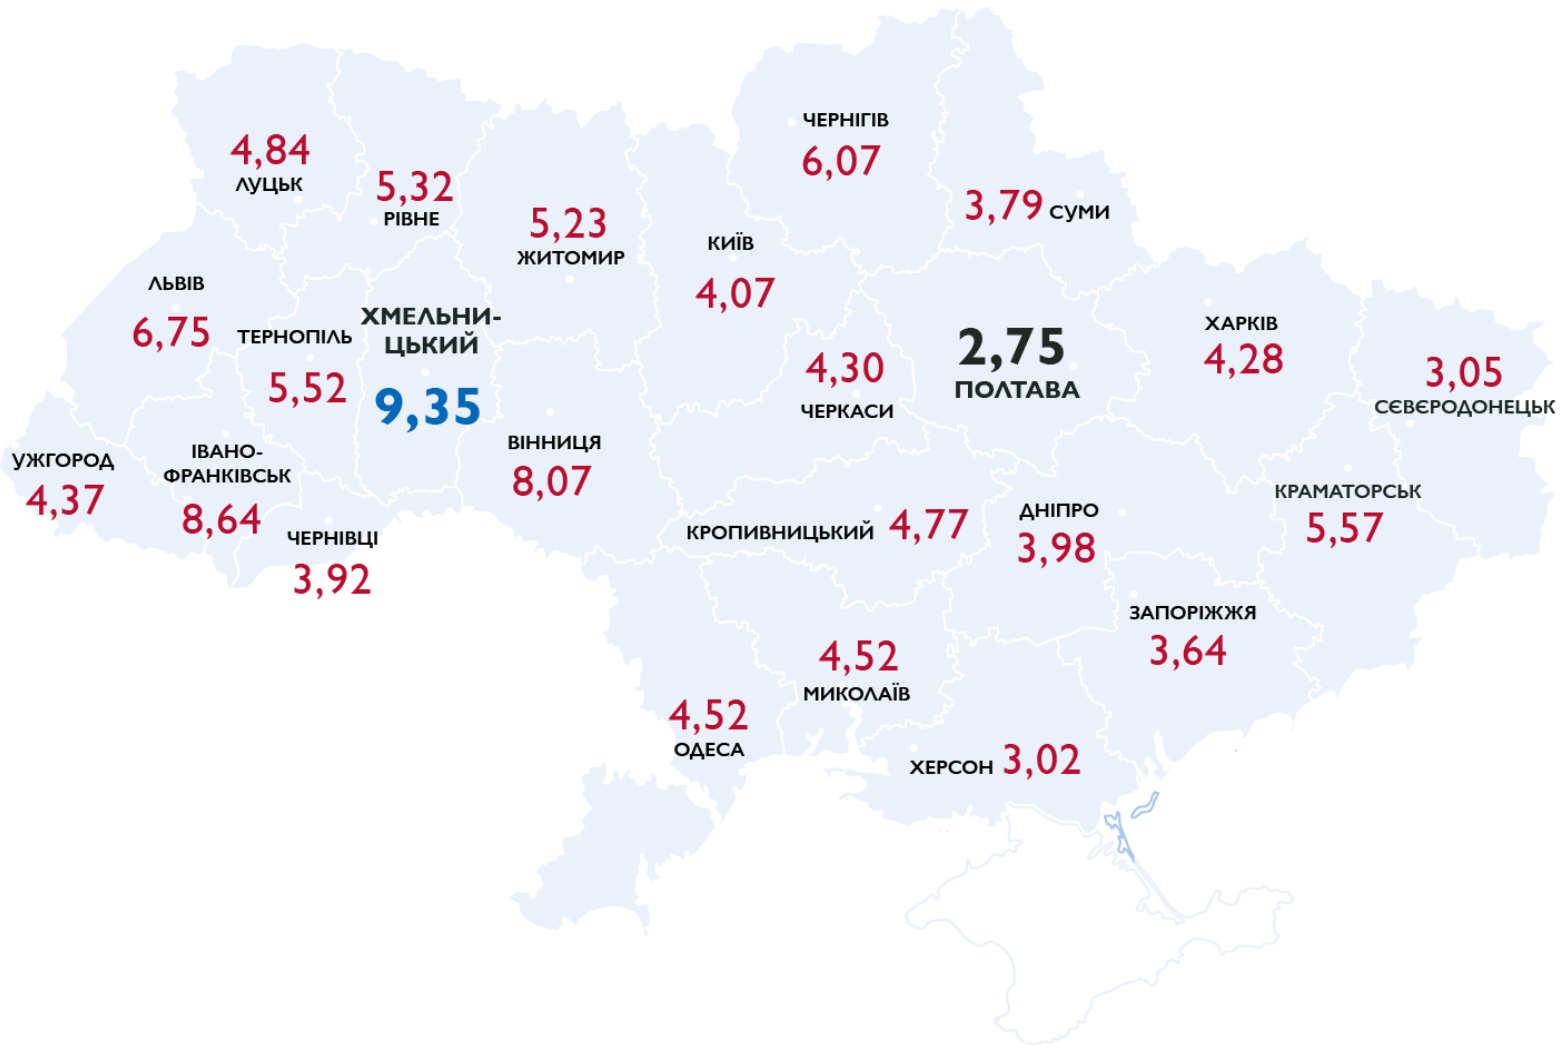 ЧЕРНІГІВ
6,07
4,84
ЛУЦЬК
5,32
РІВНЕ
3,79 СУМИ
5,23
ЖИТОМИР
КИЇВ
4,07
ЛЬВІВ
6,75
ТЕРНОПІЛЬ
5,52
ХМЕЛЬНИ-
ЦЬКИЙ
9,35
4,30
ЧЕРКАСИ
2,75
ПОЛТАВА
ХАРКІВ
4,28
3,05
СЄВЄРОДОНЕЦЬК
УЖГОРОД
4,37
ІВАНО-
ФРАНКІВСЬК
8,64
ВІННИЦЯ
8,07
ЧЕРНІВЦІ
3,92
КРОПИВНИЦЬКИЙ 4,77
ДНІПРО
3,98
КРАМАТОРСЬК
5,57
ЗАПОРІЖЖЯ
3,64
4,52
МИКОЛАЇВ
4,52
ОДЕСА
ХЕРСОН 3,02